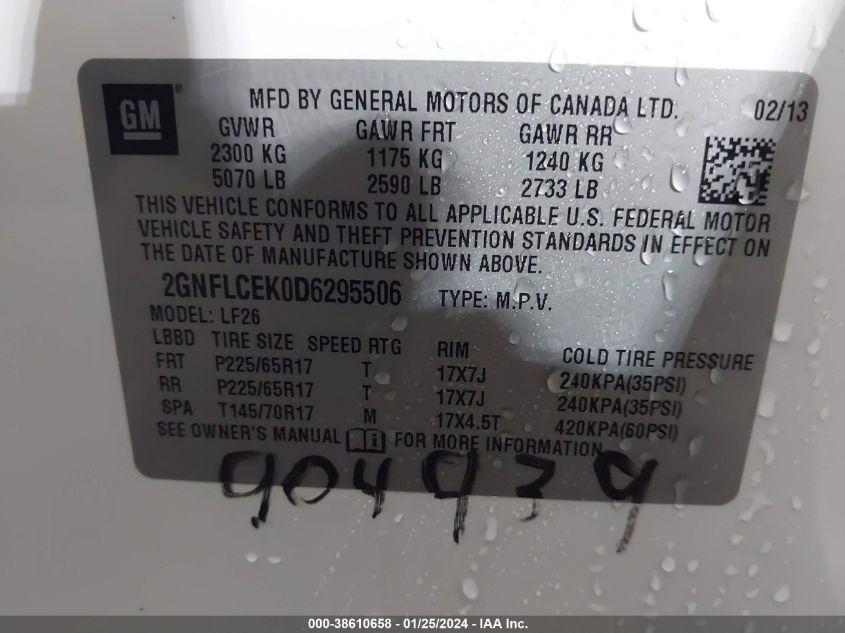 GM
MFD BY GENERAL MOTORS OF CANADA LTD. 02/13
GVWR GAWR FRT GAWR RR
2300 KG 1175 KG 1240 KG
5070 LB 2590 LB 2733 LB
THIS VEHICLE CONFORMS TO ALL APPLICABLE U.S. FEDERAL MOTOR
VEHICLE SAFETY AND THEFT PREVENTION STANDARDS IN EFFECT ON
THE DATE OF MANUFACTURE SHOWN ABOVE.
2GNFLCEK0D6295506 TYPE: M.P.V.
MODEL: LF26
LBBD TIRE SIZE SPEED RTG RIM COLD TIRE PRESSURE
FRT P225/65R17 T 17X7J 240KPA(35PSI)
RR P225/65R17 T 17X7J 240KPA(35PSI)
SPA T145/70R17 M 17X4.5T 420KPA(60PSI)
SEE OWNER'S MANUAL FOR MORE INFORMATION
904939
000-38610658 - 01/25/2024 - IAA Inc.